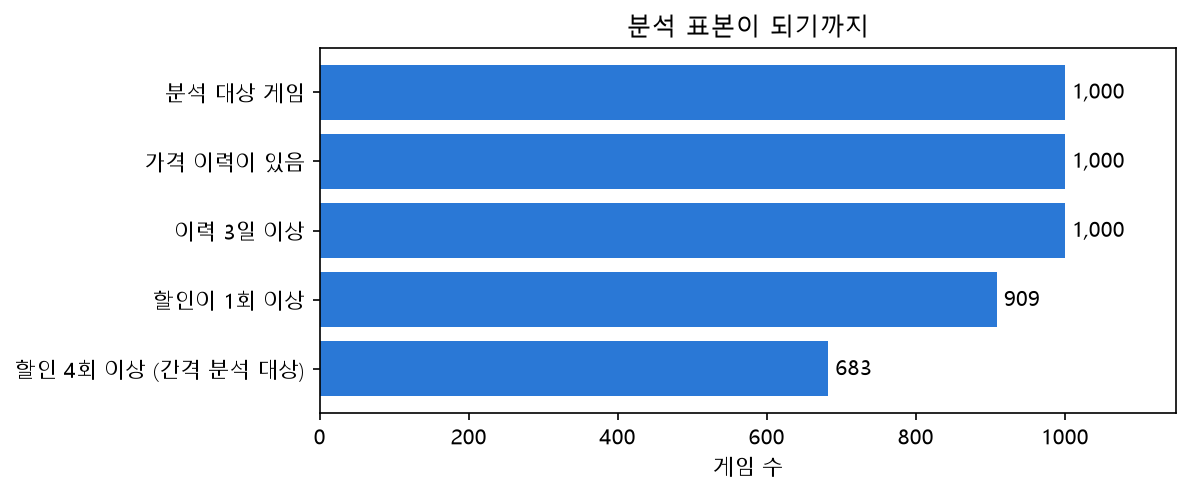 분석 표본이 되기까지
분석 대상 게임 1,000
가격 이력이 있음 1,000
이력 3일 이상 1,000
할인이 1회 이상 909
할인 4회 이상 (간격 분석 대상) 683
0 200 400 600 800 1000
게임 수